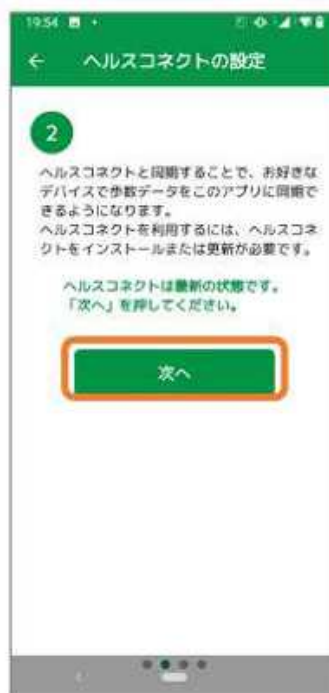 19:54
ヘルスコネクトの設定
2
ヘルスコネクトと同期することで、お好きな
デバイスで歩数データをこのアプリに同期で
きるようになります。
ヘルスコネクトを利用するには、ヘルスコネ
クトをインストールまたは更新が必要です。
ヘルスコネクトは最新の状態です。
「次へ」を押してください。
次へ